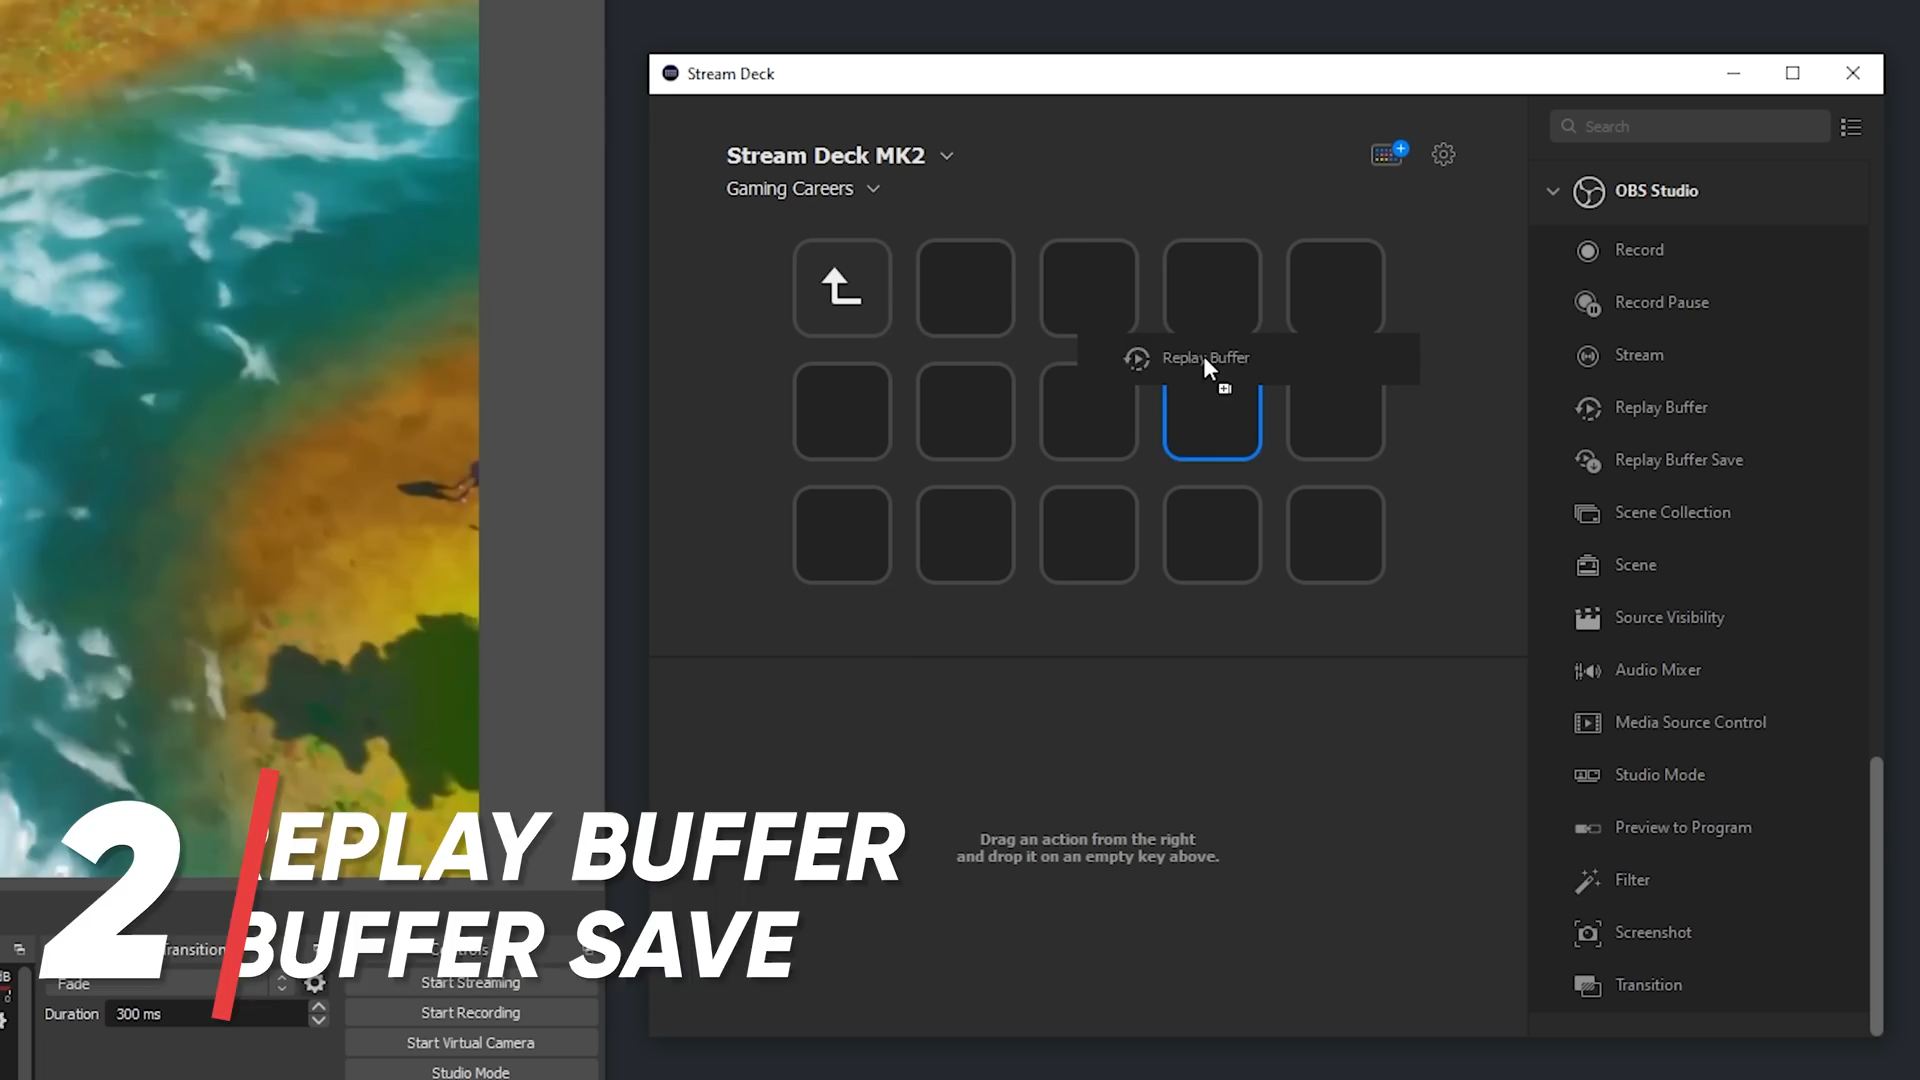 Stream Deck
Search
Stream Deck MK2
Gaming Careers
OBS Studio
Record
Record Pause
Stream
Replay Buffer
Replay Buffer
Replay Buffer Save
Scene Collection
Scene
Source Visibility
Audio Mixer
Media Source Control
Studio Mode
Preview to Program
Filter
Screenshot
Transition
Drag an action from the right
and drop it on an empty key above.
2
REPLAY BUFFER
BUFFER SAVE
Fade
Duration
300 ms
Start Streaming
Start Recording
Start Virtual Camera
Studio Mode